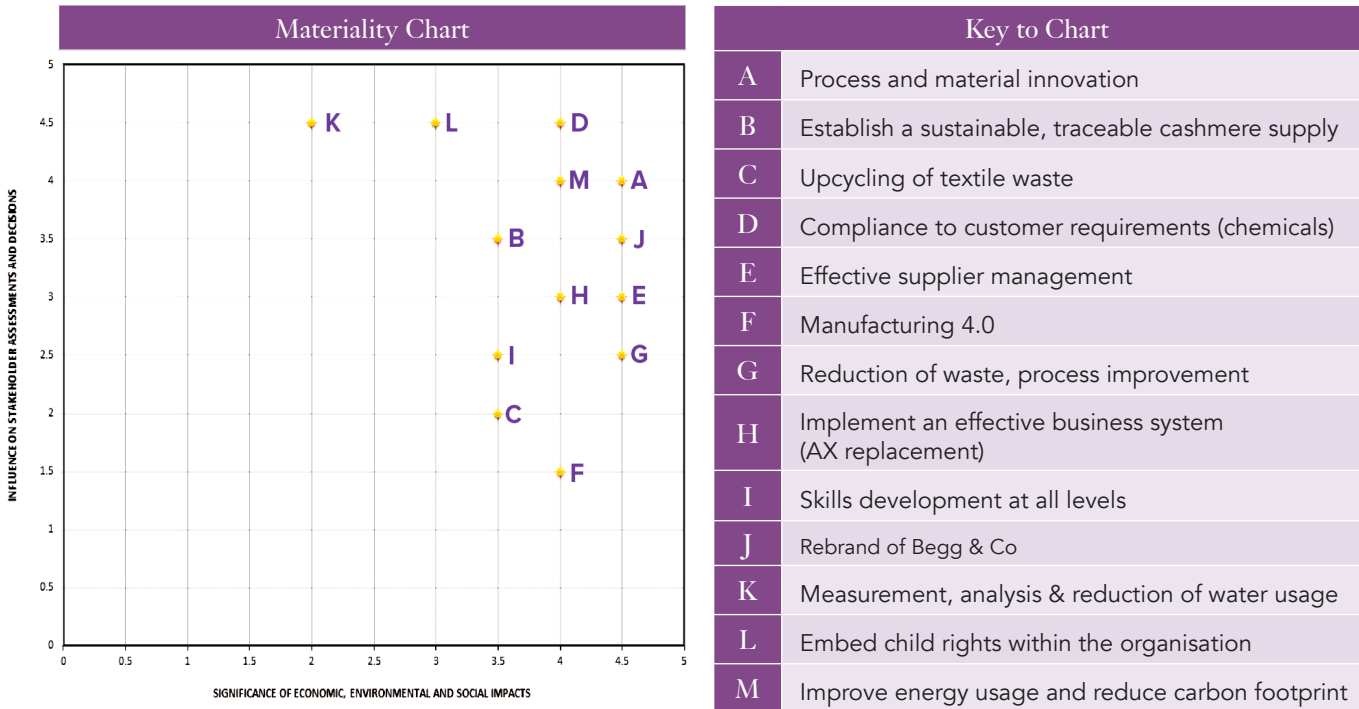 Materiality Chart
5
4.5
K
L
D
4
M
A
3.5
B
J
3
H
E
2.5
I
G
2
C
1.5
F
1
0.5
0
0 0.5 1 1.5 2 2.5 3 3.5 4 4.5 5
INFLUENCE ON STAKEHOLDER ASSESSMENTS AND DECISIONS
SIGNIFICANCE OF ECONOMIC, ENVIRONMENTAL AND SOCIAL IMPACTS
Key to Chart
A Process and material innovation
B Establish a sustainable, traceable cashmere supply
C Upcycling of textile waste
D Compliance to customer requirements (chemicals)
E Effective supplier management
F Manufacturing 4.0
G Reduction of waste, process improvement
H Implement an effective business system
(AX replacement)
I Skills development at all levels
J Rebrand of Begg & Co
K Measurement, analysis & reduction of water usage
L Embed child rights within the organisation
M Improve energy usage and reduce carbon footprint